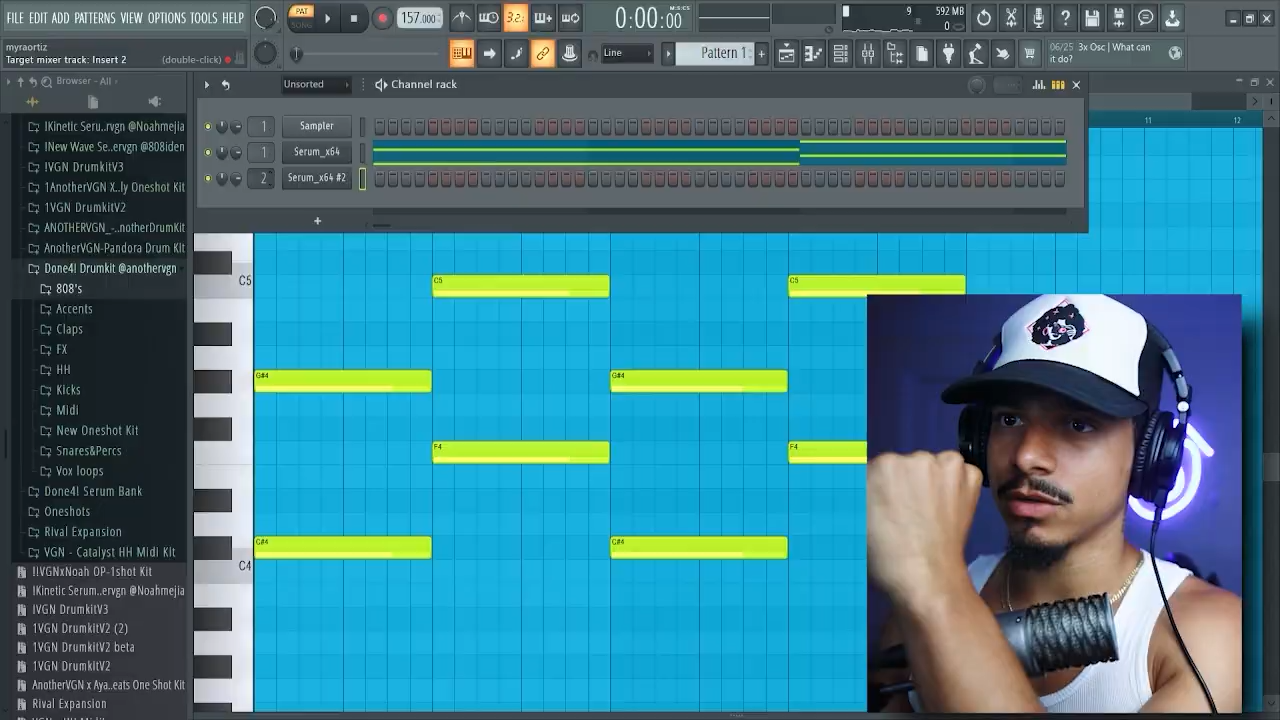 FILE EDIT ADD PATTERNS VIEW OPTIONS TOOLS HELP
PAT
SONG
157.000
3.2:
0:00:00
M:S:CS
9
592 MB
myraortiz
Target mixer track: Insert 2
(double-click)
Line
Pattern 1
06/25 3x Osc | What can it do?
Browser - All
Unsorted
Channel rack
1KInetic Seru..rvgn @Noahmejia
!New Wave Se..ervgn @808iden
!VGN DrumkitV3
1AnotherVGN X..ly Oneshot Kit
1VGN DrumkitV2
ANOTHERVGN_-..notherDrumKit
AnotherVGN-Pandora Drum Kit
Done4! Drumkit @anothervgn
808's
Accents
Claps
FX
HH
Kicks
Midi
New Oneshot Kit
Snares&Percs
Vox loops
Done4! Serum Bank
Oneshots
Rival Expansion
VGN - Catalyst HH Midi Kit
!!VGNxNoah OP-1shot Kit
!Kinetic Serum..ervgn @Noahmejia
!VGN DrumkitV3
1VGN DrumkitV2 (2)
1VGN DrumkitV2 beta
1VGN DrumkitV2
AnotherVGN x Aya..eats One Shot Kit
Rival Expansion
1
Sampler
1
Serum_x64
2
Serum_x64 #2
+
11
12
C5
C5
C5
G#4
G#4
F4
F4
C#4
C#4
C4